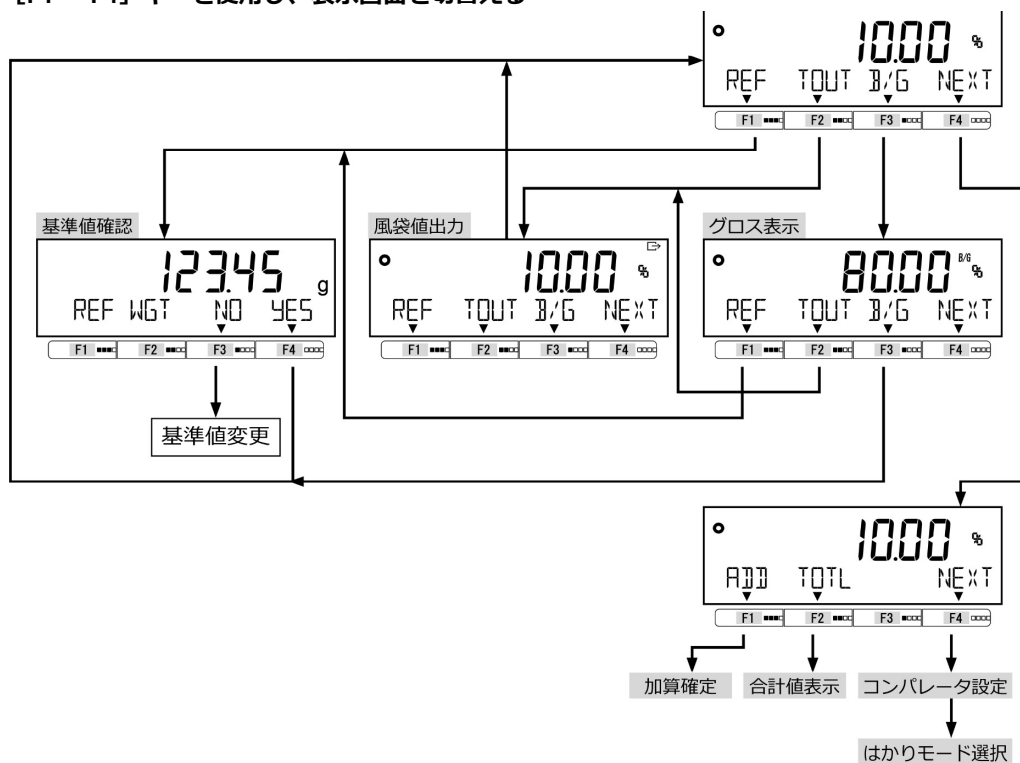 [F1 ~ F4] キーを使用し、表示画面を切替える
10.00 %
REF TOUT B/G NEXT
F1 F2 F3 F4
基準値確認
123.45 g
REF WGT NO YES
F1 F2 F3 F4
基準値変更
風袋値出力
10.00 %
REF TOUT B/G NEXT
F1 F2 F3 F4
グロス表示
80.00 B/G %
REF TOUT B/G NEXT
F1 F2 F3 F4
10.00 %
ADD TOTL NEXT
F1 F2 F3 F4
加算確定 合計値表示 コンパレータ設定
はかりモード選択